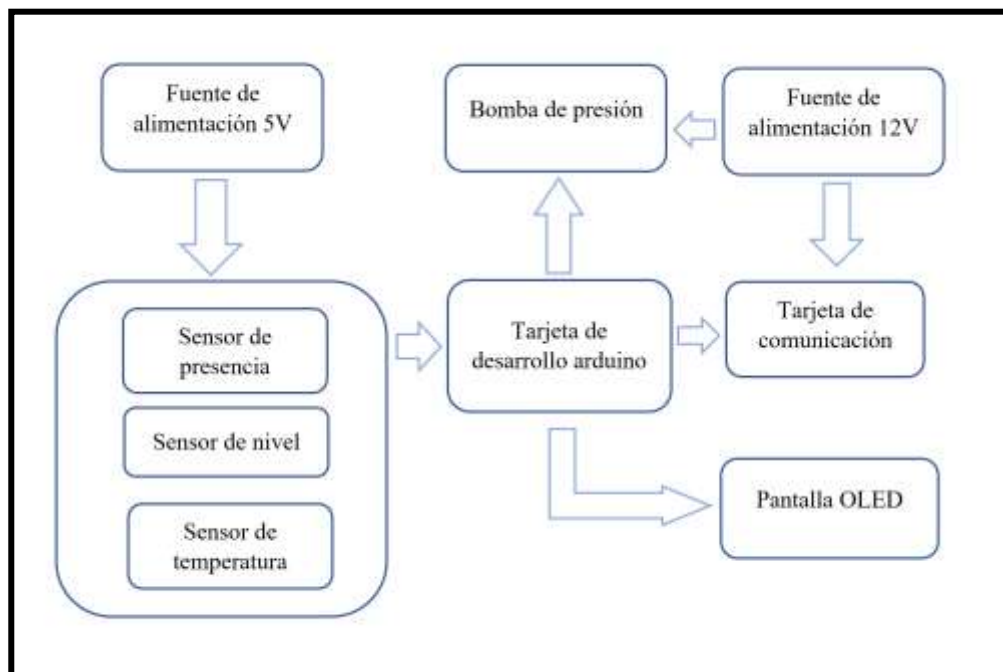 Fuente de
alimentación 5V
Bomba de presión
Fuente de
alimentación 12V
Sensor de
presencia
Sensor de nivel
Sensor de
temperatura
Tarjeta de
desarrollo arduino
Tarjeta de
comunicación
Pantalla OLED